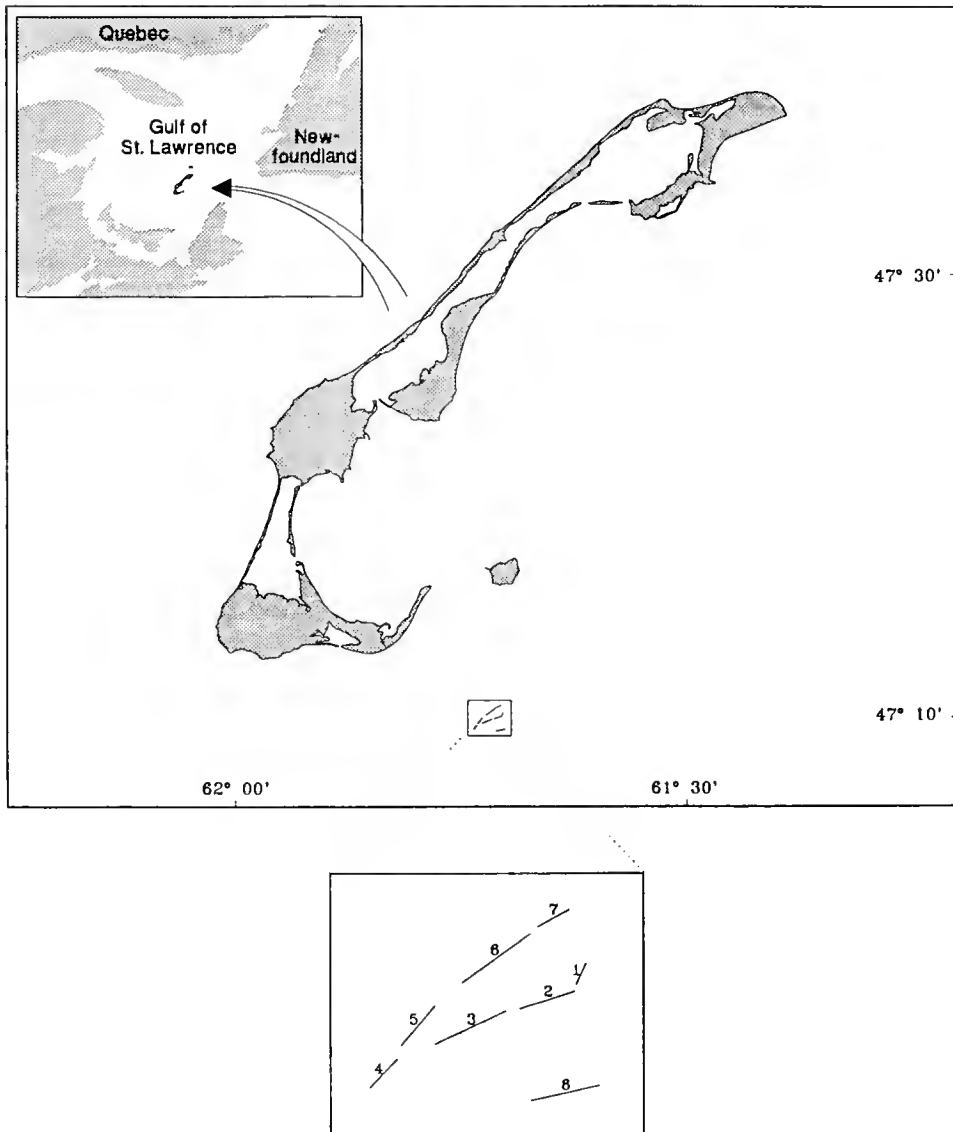 Quebec
Gulf of
St. Lawrence
New-
foundland
47° 30'
47° 10'
62° 00'
61° 30'
7
6
1
2
5
3
4
8